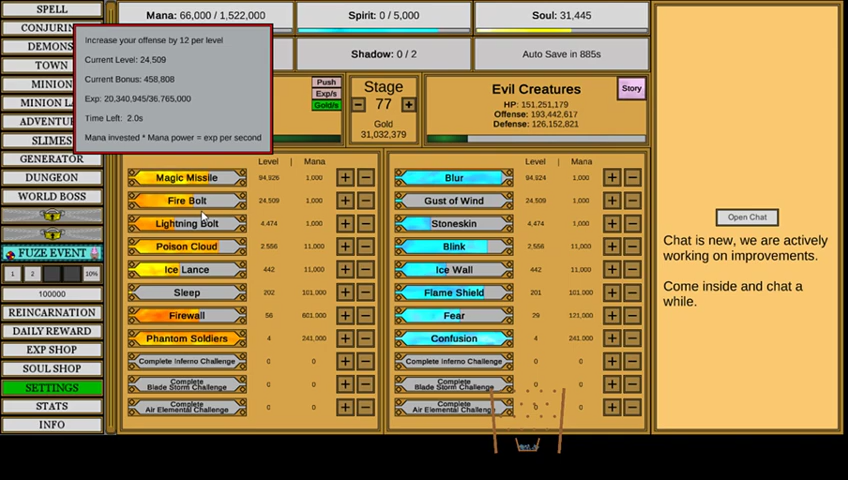 SPELL
Mana: 66,000 / 1,522,000
Spirit: 0 / 5,000
Soul: 31,445
Increase your offense by 12 per level
Current Level: 24,509
Current Bonus: 458,808
Exp: 20.340.945/36.765,000
Time Left: 2.0s
Mana invested * Mana power = exp per second
DEMONS
TOWN
MINION
SLIMES
GENERATOR
DUNGEON
WORLD BOSS
FUZE EVENT
1 2 10%
100000
REINCARNATION
DAILY REWARD
EXP SHOP
SOUL SHOP
SETTINGS
STATS
INFO
Shadow: 0 / 2
Auto Save in 885s
Push
Exp/s
Gold/s
Stage
77
Gold
31,032,379
Evil Creatures
HP: 151.251,179
Offense: 193,442,617
Defense: 126,152,821
Story
Level | Mana
Magic Missile 94,926 1,000 + −
Fire Bolt 24,509 1,000 + −
Lightning Bolt 4,474 1,000 + −
Poison Cloud 2.556 11,000 + −
Ice Lance 442 11,000 + −
Sleep 202 101,000 + −
Firewall 56 601,000 + −
Phantom Soldiers 4 241,000 + −
Complete Inferno Challenge 0 0 + −
Complete
Blade Storm Challenge 0 0 + −
Complete
Air Elemental Challenge 0 0 + −
Level | Mana
Blur 94,924 1,000 + −
Gust of Wind 24,509 1,000 + −
Stoneskin 4,474 1,000 + −
Blink 2,556 11,000 + −
Ice Wall 442 11,000 + −
Flame Shield 201 101,000 + −
Fear 29 121,000 + −
Confusion 4 241,000 + −
Complete Inferno Challenge 0 0 + −
Complete
Blade Storm Challenge 0 0 + −
Complete
Air Elemental Challenge 0 0 + −
Open Chat
Chat is new, we are actively
working on improvements.
Come inside and chat a
while.